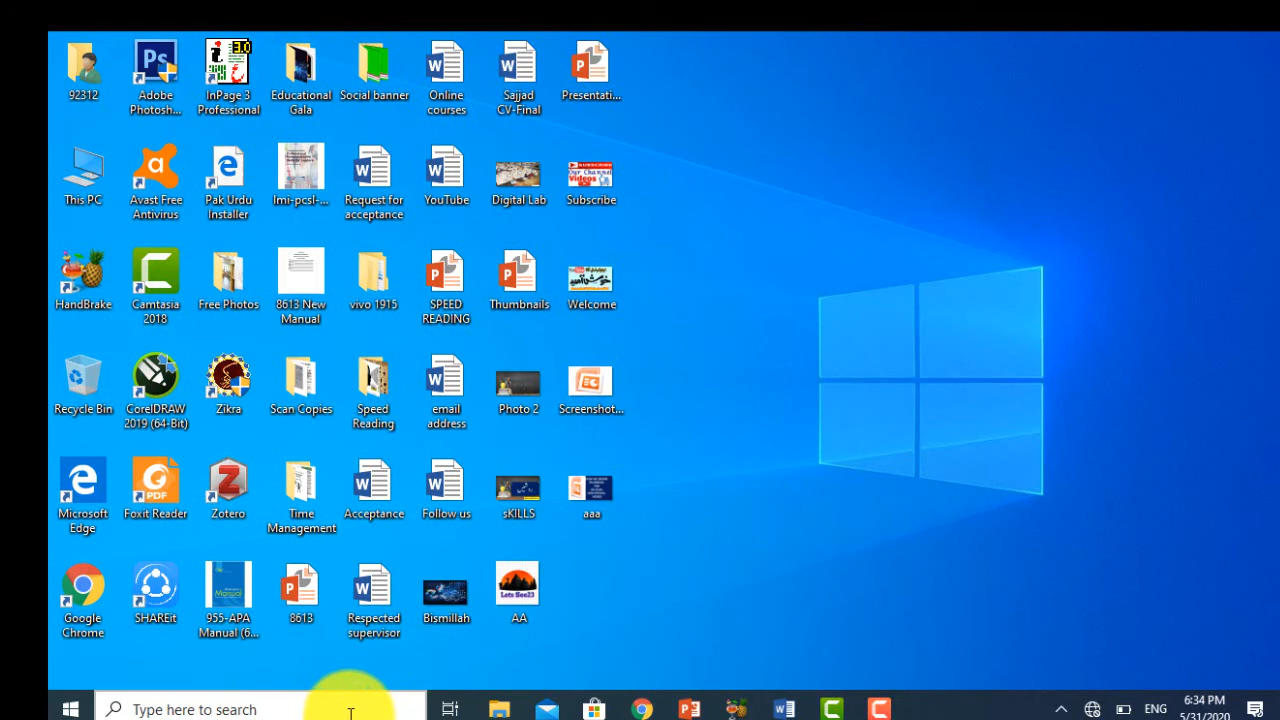 92312
Adobe
Photosh...
InPage 3
Professional
Educational
Gala
Social banner
Online
courses
Sajjad
CV-Final
Presentati...
This PC
Avast Free
Antivirus
Pak Urdu
Installer
Imi-pcsl-...
Request for
acceptance
YouTube
Digital Lab
Subscribe
HandBrake
Camtasia
2018
Free Photos
8613 New
Manual
vivo 1915
SPEED
READING
Thumbnails
Welcome
Recycle Bin
CorelDRAW
2019 (64-Bit)
Zikra
Scan Copies
Speed
Reading
email
address
Photo 2
Screenshot...
Microsoft
Edge
Foxit Reader
Zotero
Time
Management
Acceptance
Follow us
sKILLS
aaa
Google
Chrome
SHAREit
955-APA
Manual (6...
8613
Respected
supervisor
Bismillah
AA
Type here to search
ENG
6:34 PM
5/31/2020